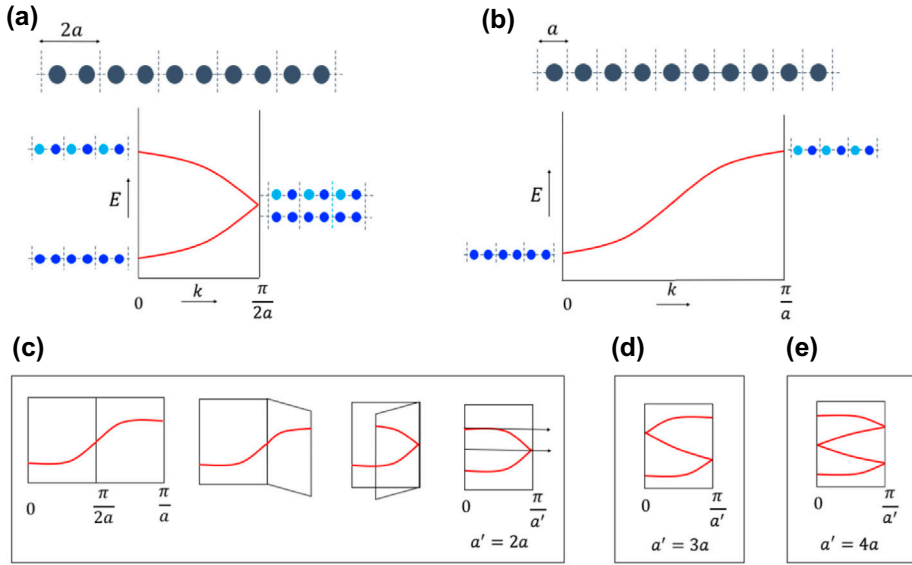 (a)
2a
E
0
k
π/2a
(b)
a
E
0
k
π/a
(c)
0
π/2a
π/a
0
π/a'
a' = 2a
(d)
0
π/a'
a' = 3a
(e)
0
π/a'
a' = 4a